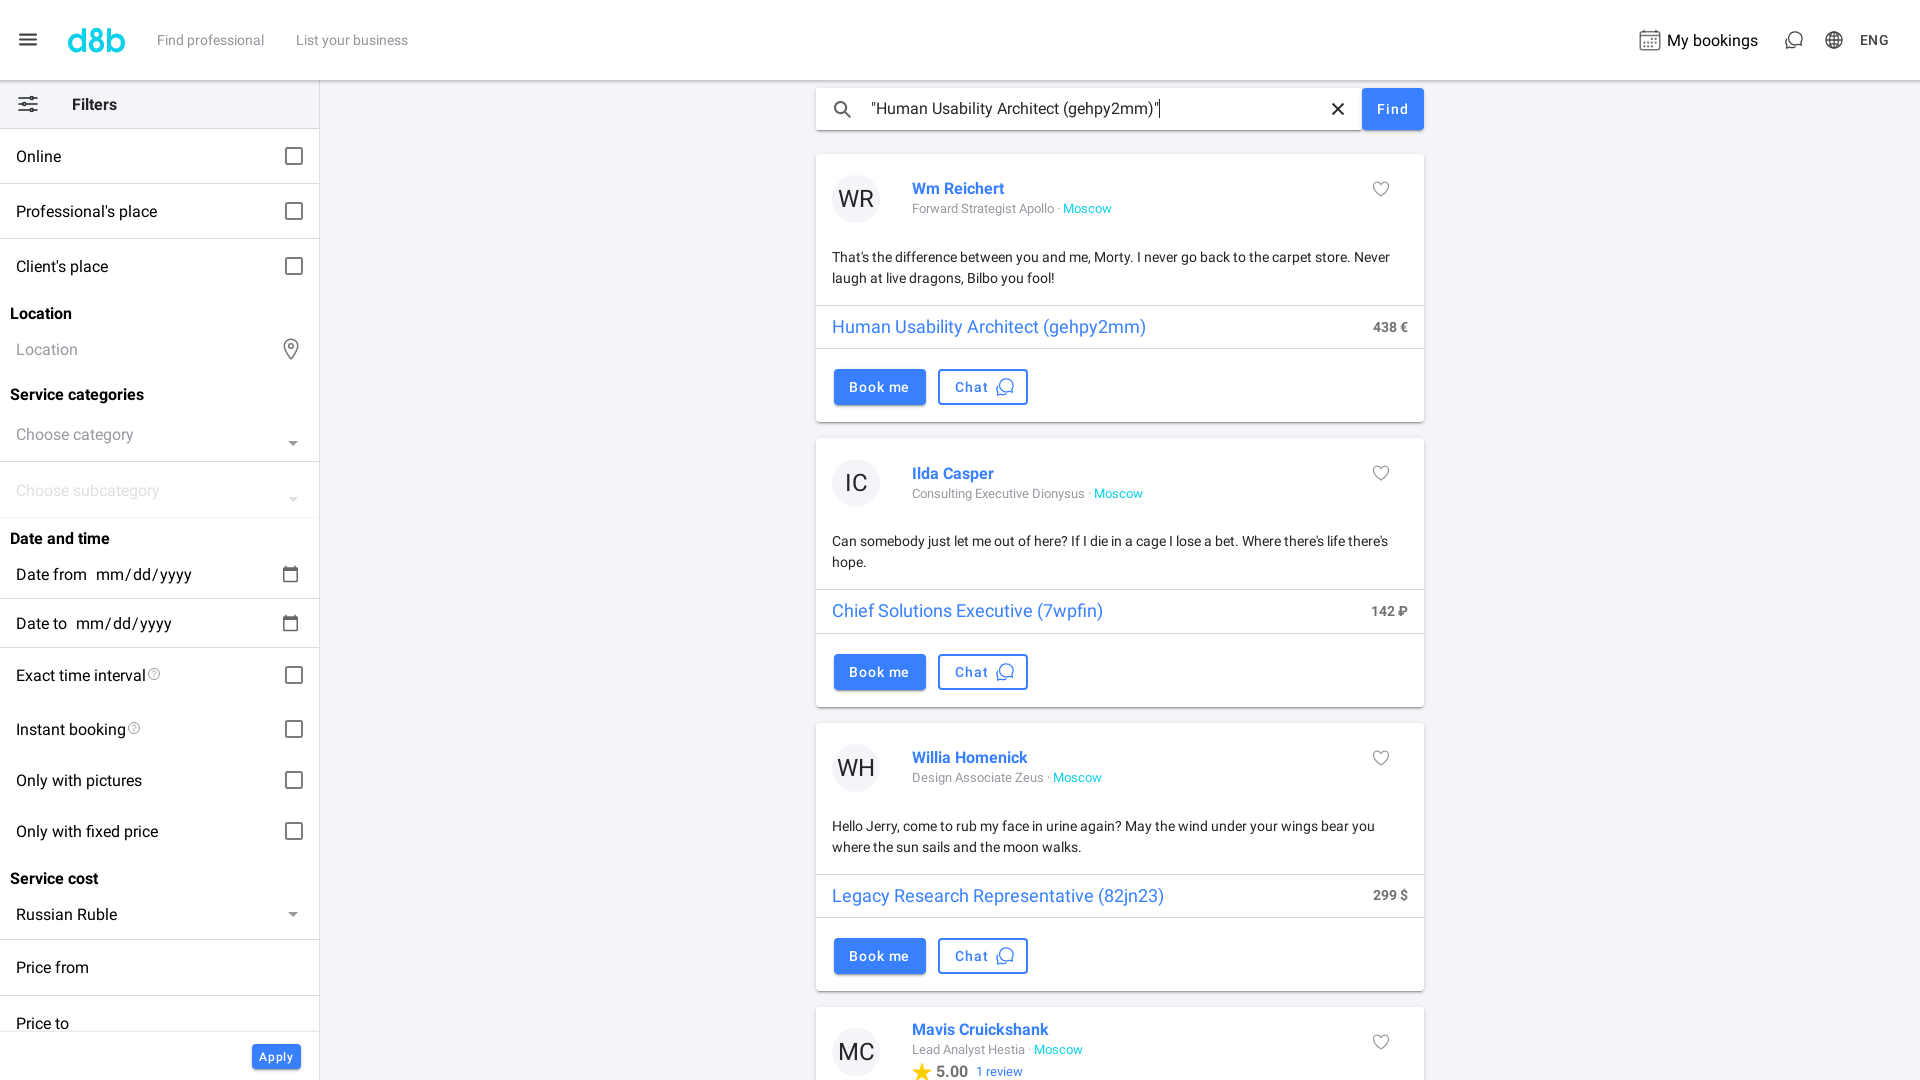 d8b
Find professional
List your business
My bookings
ENG
Filters
Online
Professional's place
Client's place
Location
Location
Service categories
Choose category
Choose subcategory
Date and time
Date from mm/dd/yyyy
Date to mm/dd/yyyy
Exact time interval
Instant booking
Only with pictures
Only with fixed price
Service cost
Russian Ruble
Price from
Price to
Apply
"Human Usability Architect (gehpy2mm)"
Find
WR
Wm Reichert
Forward Strategist Apollo · Moscow
That's the difference between you and me, Morty. I never go back to the carpet store. Never
laugh at live dragons, Bilbo you fool!
Human Usability Architect (gehpy2mm) 438 €
Book me
Chat
IC
Ilda Casper
Consulting Executive Dionysus · Moscow
Can somebody just let me out of here? If I die in a cage I lose a bet. Where there's life there's
hope.
Chief Solutions Executive (7wpfin) 142 ₽
Book me
Chat
WH
Willia Homenick
Design Associate Zeus · Moscow
Hello Jerry, come to rub my face in urine again? May the wind under your wings bear you
where the sun sails and the moon walks.
Legacy Research Representative (82jn23) 299 $
Book me
Chat
MC
Mavis Cruickshank
Lead Analyst Hestia · Moscow
5.00 1 review